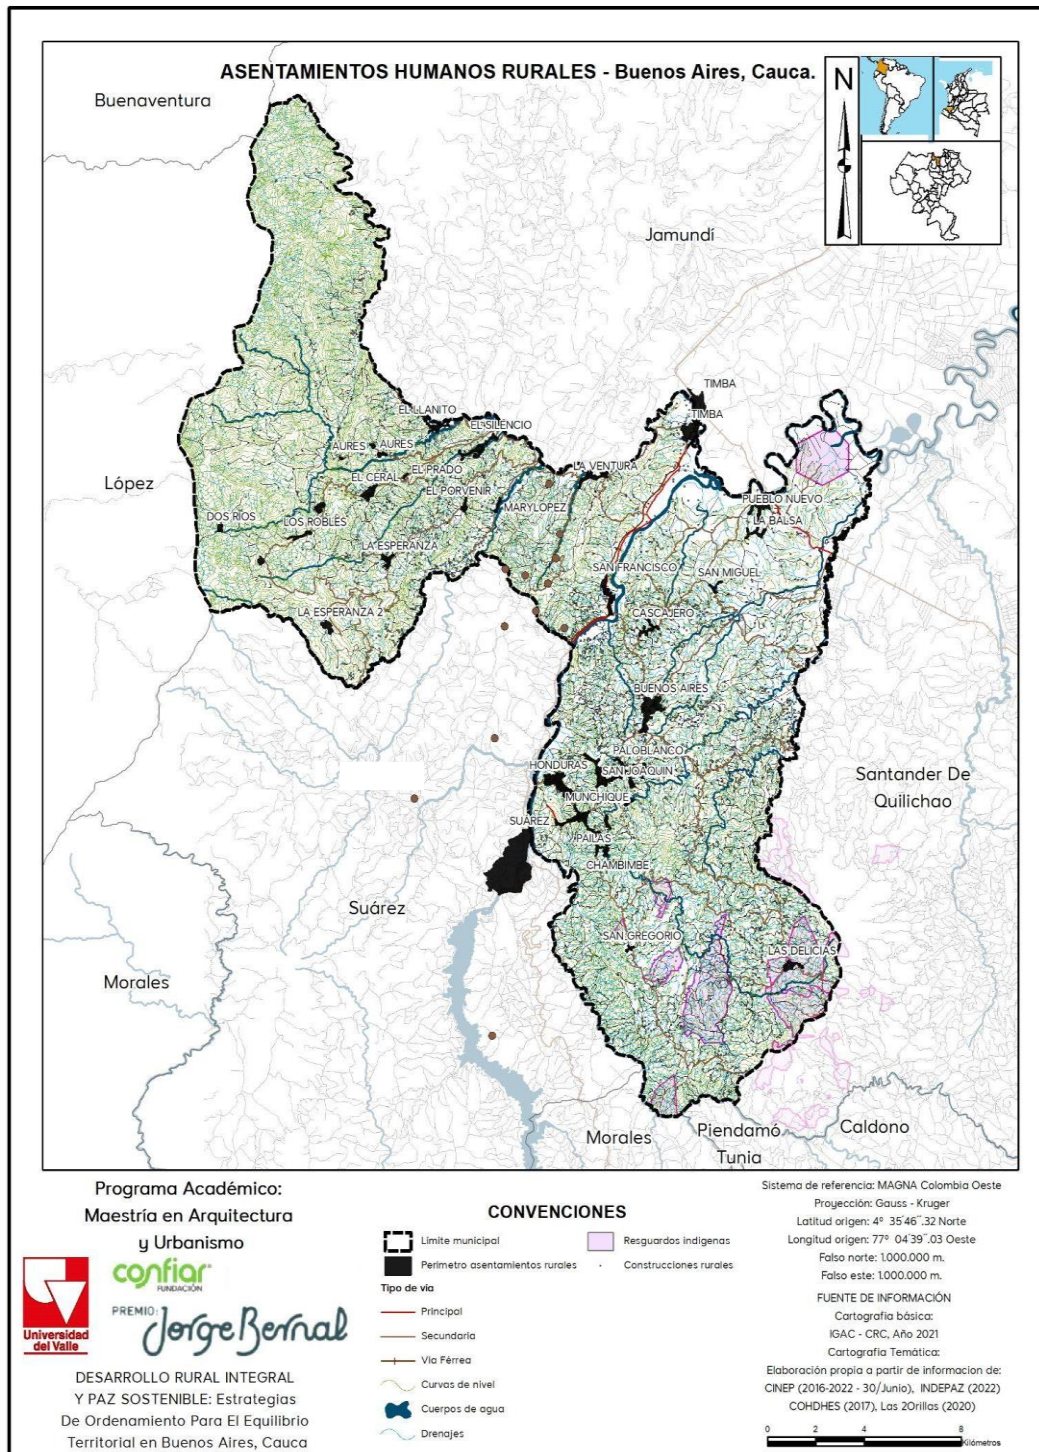 ASENTAMIENTOS HUMANOS RURALES - Buenos Aires, Cauca.
N
Buenaventura
Jamundí
López
TIMBA
TIMBA
EL LLANITO
EL SILENCIO
AURES
AURES
EL CERAL
EL PRADO
LA VENTURA
EL PORVENIR
MARYLOPEZ
PUEBLO NUEVO
LA BALSA
DOS RIOS
LOS ROBLES
LA ESPERANZA
SAN FRANCISCO
SAN MIGUEL
LA ESPERANZA 2
CASCAJERO
BUENOS AIRES
PALOBLANCO
HONDURAS
SAN JOAQUIN
MUNCHIQUE
SUÁREZ
PAILAS
CHAMBIMBE
Santander De
Quilichao
Suárez
SAN GREGORIO
LAS DELICIAS
Morales
Morales
Piendamó
Tunia
Caldono
Programa Académico:
Maestría en Arquitectura
y Urbanismo
Universidad
del Valle
confiar
FUNDACIÓN
PREMIO:
Jorge Bernal
DESARROLLO RURAL INTEGRAL
Y PAZ SOSTENIBLE: Estrategias
De Ordenamiento Para El Equilibrio
Territorial en Buenos Aires, Cauca
CONVENCIONES
Límite municipal
Resguardos indigenas
Perimetro asentamientos rurales
Construcciones rurales
Tipo de vía
Principal
Secundaria
Vía Férrea
Curvas de nivel
Cuerpos de agua
Drenajes
Sistema de referencia: MAGNA Colombia Oeste
Proyección: Gauss - Kruger
Latitud origen: 4º 35´46´´.32 Norte
Longitud origen: 77º 04´39´´.03 Oeste
Falso norte: 1.000.000 m.
Falso este: 1.000.000 m.
FUENTE DE INFORMACIÓN
Cartografia básica:
IGAC - CRC, Año 2021
Cartografia Temática:
Elaboración propia a partir de informacion de:
CINEP (2016-2022 - 30/Junio), INDEPAZ (2022)
COHDHES (2017), Las 2Orillas (2020)
0 2 4 8
Kilómetros